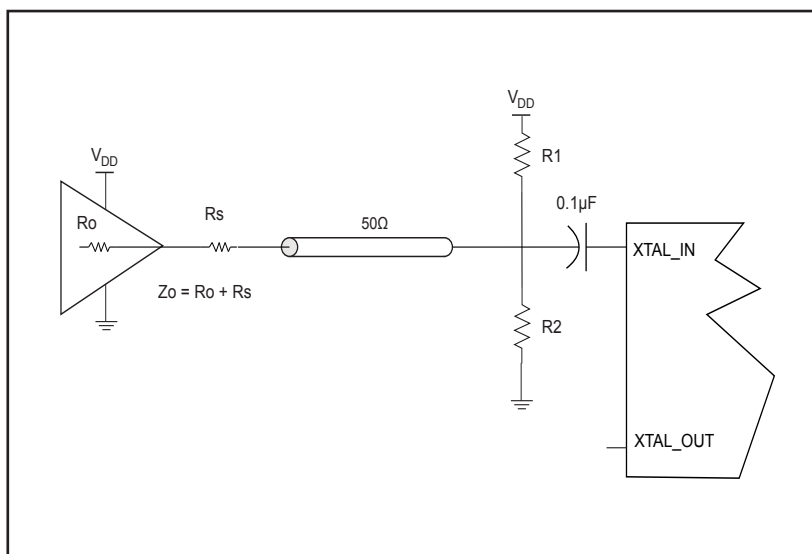 V_DD
R1
V_DD
0.1µF
Ro
Rs
50Ω
XTAL_IN
Zo = Ro + Rs
R2
XTAL_OUT